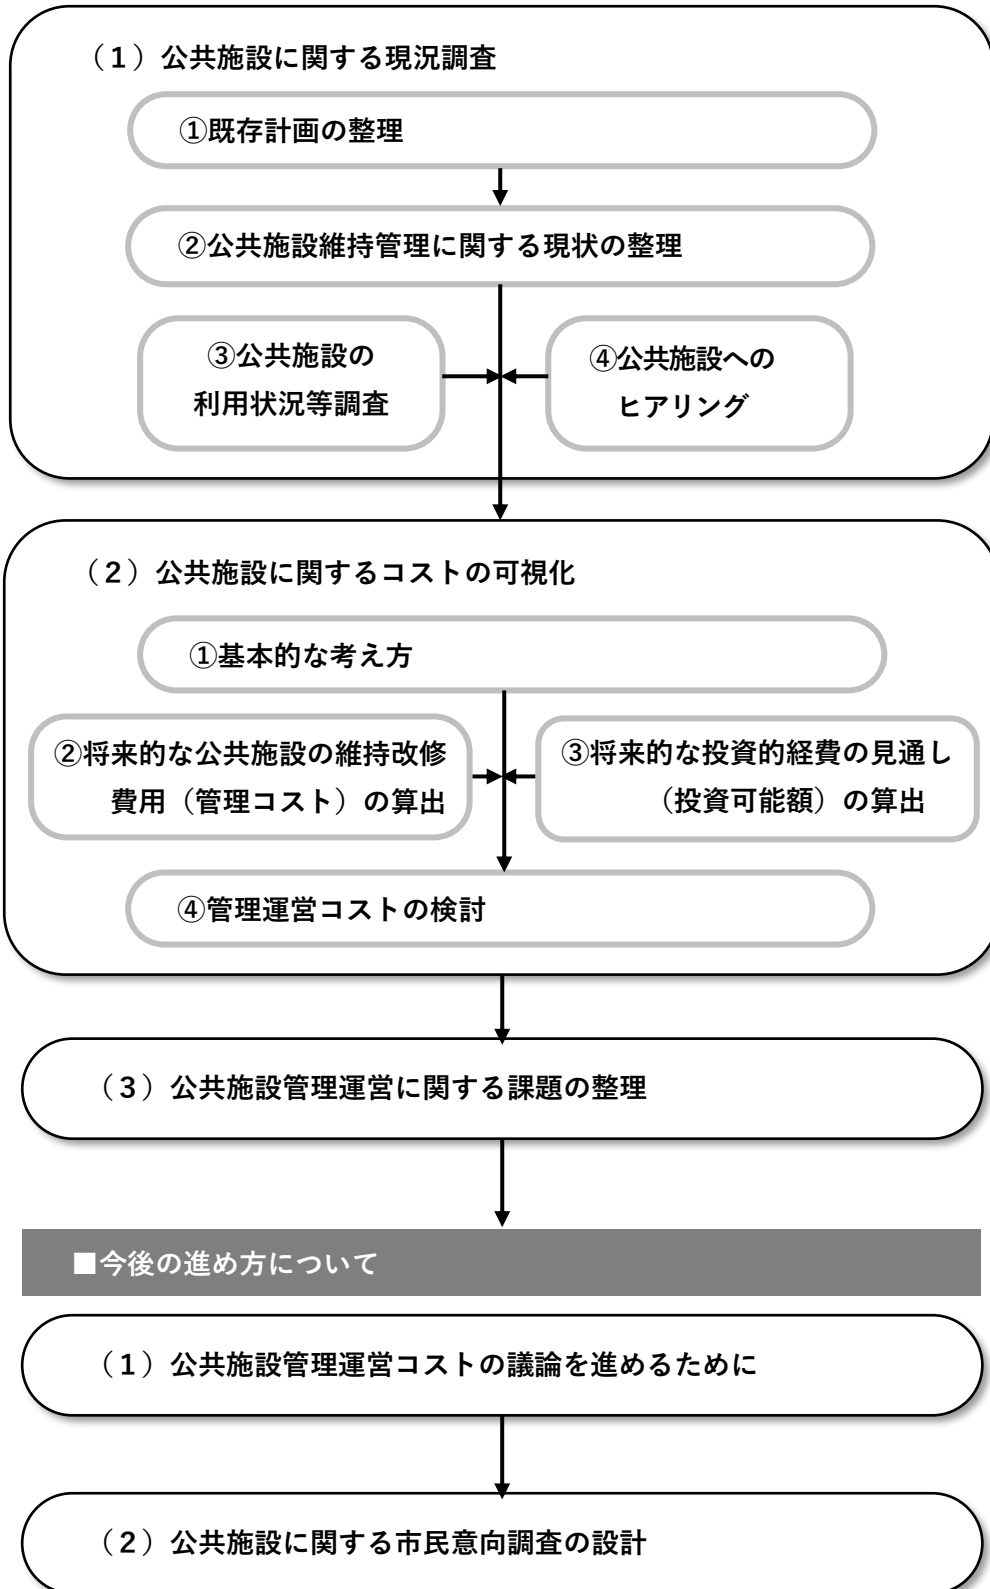 （１）公共施設に関する現況調査
①既存計画の整理
②公共施設維持管理に関する現状の整理
③公共施設の
利用状況等調査
④公共施設への
ヒアリング
（２）公共施設に関するコストの可視化
①基本的な考え方
②将来的な公共施設の維持改修
費用（管理コスト）の算出
③将来的な投資的経費の見通し
（投資可能額）の算出
④管理運営コストの検討
（３）公共施設管理運営に関する課題の整理
■今後の進め方について
（１）公共施設管理運営コストの議論を進めるために
（２）公共施設に関する市民意向調査の設計